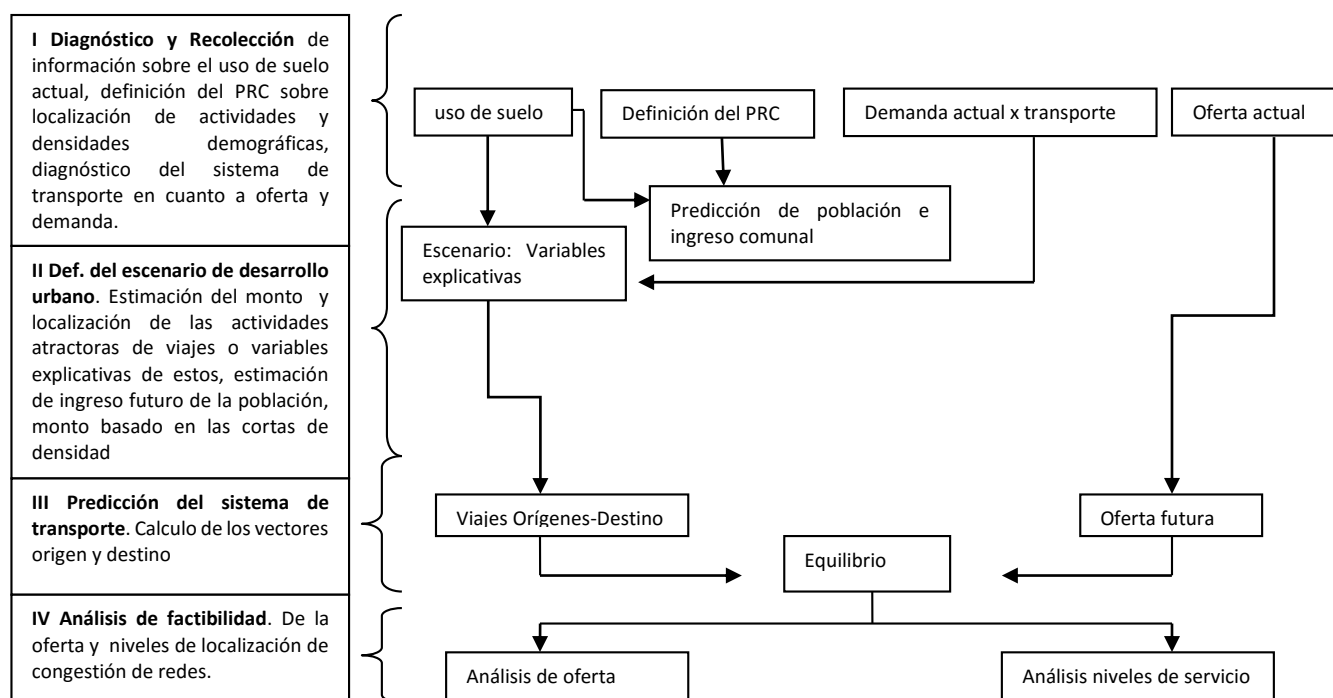 I Diagnóstico y Recolección de
información sobre el uso de suelo
actual, definición del PRC sobre
localización de actividades y
densidades demográficas,
diagnóstico del sistema de
transporte en cuanto a oferta y
demanda.
II Def. del escenario de desarrollo
urbano. Estimación del monto y
localización de las actividades
atractoras de viajes o variables
explicativas de estos, estimación
de ingreso futuro de la población,
monto basado en las cortas de
densidad
III Predicción del sistema de
transporte. Calculo de los vectores
origen y destino
IV Análisis de factibilidad. De la
oferta y niveles de localización de
congestión de redes.
uso de suelo
Definición del PRC
Demanda actual x transporte
Oferta actual
Predicción de población e
ingreso comunal
Escenario: Variables
explicativas
Viajes Orígenes-Destino
Oferta futura
Equilibrio
Análisis de oferta
Análisis niveles de servicio